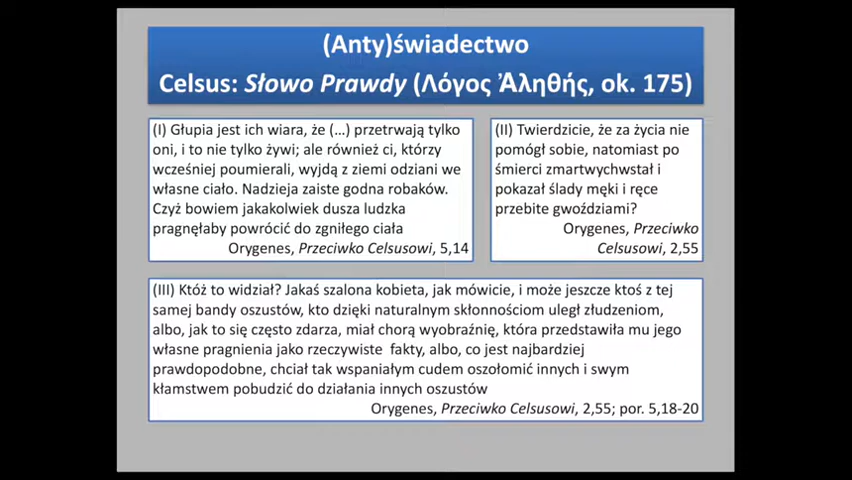 (Anty)świadectwo
Celsus: Słowo Prawdy (Λόγος Ἀληθής, ok. 175)
(I) Głupia jest ich wiara, że (...) przetrwają tylko
oni, i to nie tylko żywi; ale również ci, którzy
wcześniej poumierali, wyjdą z ziemi odziani we
własne ciało. Nadzieja zaiste godna robaków.
Czyż bowiem jakakolwiek dusza ludzka
pragnęłaby powrócić do zgniłego ciała
Orygenes, Przeciwko Celsusowi, 5,14
(II) Twierdzicie, że za życia nie
pomógł sobie, natomiast po
śmierci zmartwychwstał i
pokazał ślady męki i ręce
przebite gwoździami?
Orygenes, Przeciwko
Celsusowi, 2,55
(III) Któż to widział? Jakaś szalona kobieta, jak mówicie, i może jeszcze ktoś z tej
samej bandy oszustów, kto dzięki naturalnym skłonnościom uległ złudzeniom,
albo, jak to się często zdarza, miał chorą wyobraźnię, która przedstawiła mu jego
własne pragnienia jako rzeczywiste fakty, albo, co jest najbardziej
prawdopodobne, chciał tak wspaniałym cudem oszołomić innych i swym
kłamstwem pobudzić do działania innych oszustów
Orygenes, Przeciwko Celsusowi, 2,55; por. 5,18-20